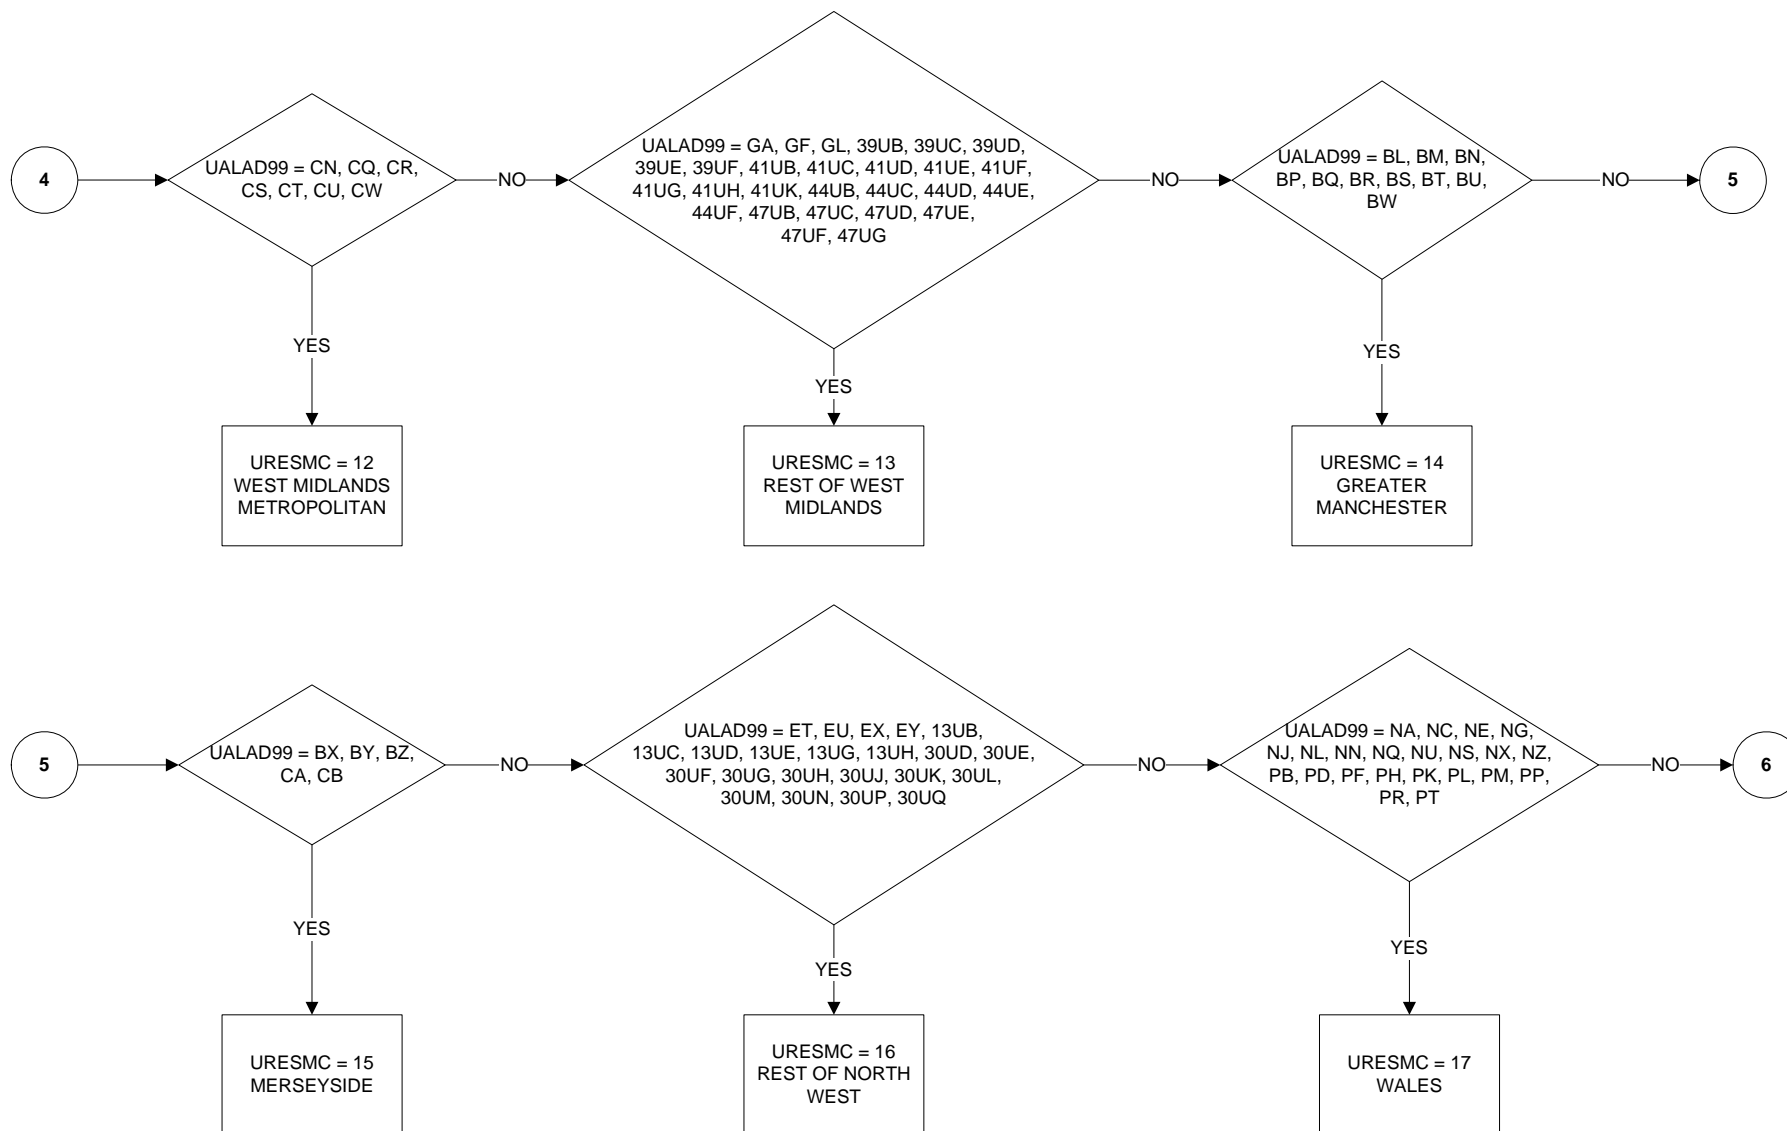 4
UALAD99 = CN, CQ, CR,
CS, CT, CU, CW
NO
UALAD99 = GA, GF, GL, 39UB, 39UC, 39UD,
39UE, 39UF, 41UB, 41UC, 41UD, 41UE, 41UF,
41UG, 41UH, 41UK, 44UB, 44UC, 44UD, 44UE,
44UF, 47UB, 47UC, 47UD, 47UE,
47UF, 47UG
NO
UALAD99 = BL, BM, BN,
BP, BQ, BR, BS, BT, BU,
BW
NO
5
YES
YES
YES
URESMC = 12
WEST MIDLANDS
METROPOLITAN
URESMC = 13
REST OF WEST
MIDLANDS
URESMC = 14
GREATER
MANCHESTER
5
UALAD99 = BX, BY, BZ,
CA, CB
NO
UALAD99 = ET, EU, EX, EY, 13UB,
13UC, 13UD, 13UE, 13UG, 13UH, 30UD, 30UE,
30UF, 30UG, 30UH, 30UJ, 30UK, 30UL,
30UM, 30UN, 30UP, 30UQ
NO
UALAD99 = NA, NC, NE, NG,
NJ, NL, NN, NQ, NU, NS, NX, NZ,
PB, PD, PF, PH, PK, PL, PM, PP,
PR, PT
NO
6
YES
YES
YES
URESMC = 15
MERSEYSIDE
URESMC = 16
REST OF NORTH
WEST
URESMC = 17
WALES